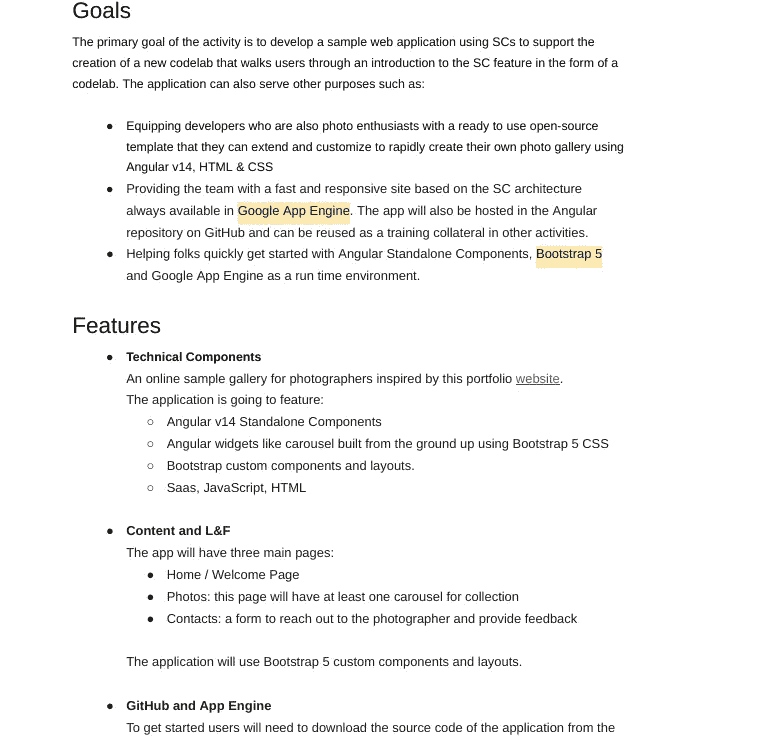 Goals
The primary goal of the activity is to develop a sample web application using SCs to support the
creation of a new codelab that walks users through an introduction to the SC feature in the form of a
codelab. The application can also serve other purposes such as:
● Equipping developers who are also photo enthusiasts with a ready to use open-source
template that they can extend and customize to rapidly create their own photo gallery using
Angular v14, HTML & CSS
● Providing the team with a fast and responsive site based on the SC architecture
always available in Google App Engine. The app will also be hosted in the Angular
repository on GitHub and can be reused as a training collateral in other activities.
● Helping folks quickly get started with Angular Standalone Components, Bootstrap 5
and Google App Engine as a run time environment.
Features
● Technical Components
An online sample gallery for photographers inspired by this portfolio website.
The application is going to feature:
○ Angular v14 Standalone Components
○ Angular widgets like carousel built from the ground up using Bootstrap 5 CSS
○ Bootstrap custom components and layouts.
○ Saas, JavaScript, HTML
● Content and L&F
The app will have three main pages:
● Home / Welcome Page
● Photos: this page will have at least one carousel for collection
● Contacts: a form to reach out to the photographer and provide feedback
The application will use Bootstrap 5 custom components and layouts.
● GitHub and App Engine
To get started users will need to download the source code of the application from the